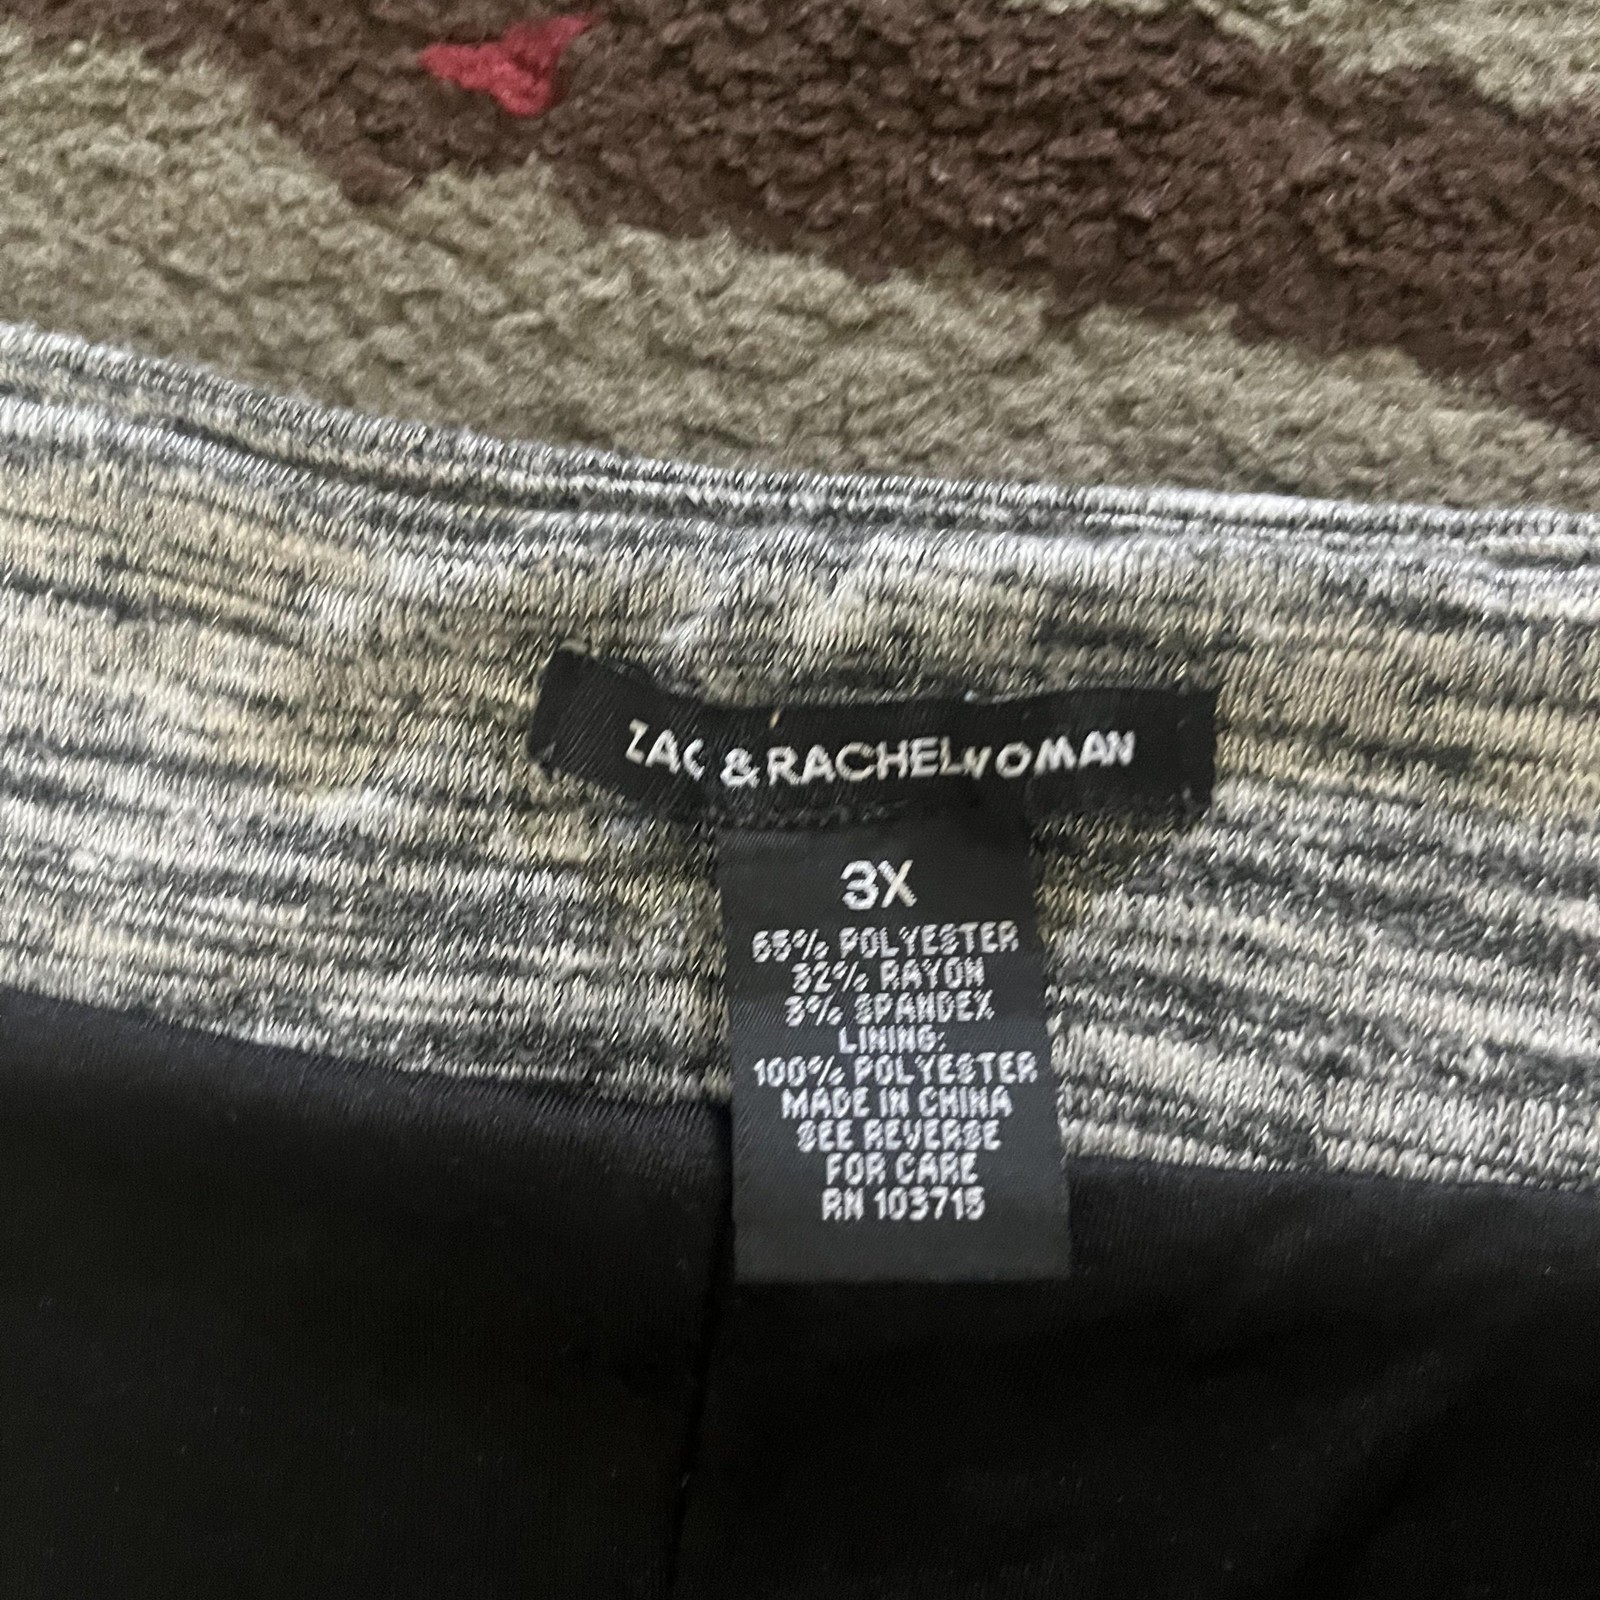 ZAC & RACHEL WOMAN
3X
65% POLYESTER
32% RAYON
3% SPANDEX
LINING:
100% POLYESTER
MADE IN CHINA
SEE REVERSE
FOR CARE
RN 103715